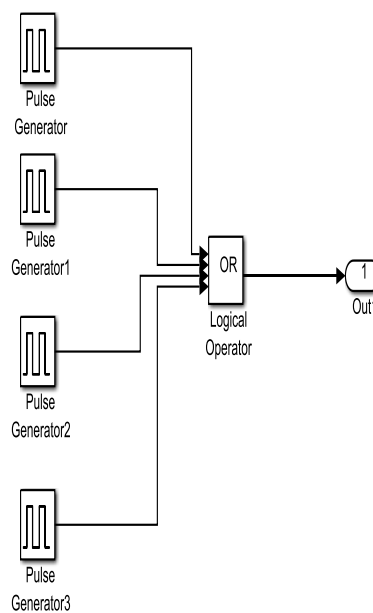 Pulse
Generator
Pulse
Generator1
OR
1
Logical
Operator
Pulse
Generator2
Pulse
Generator3